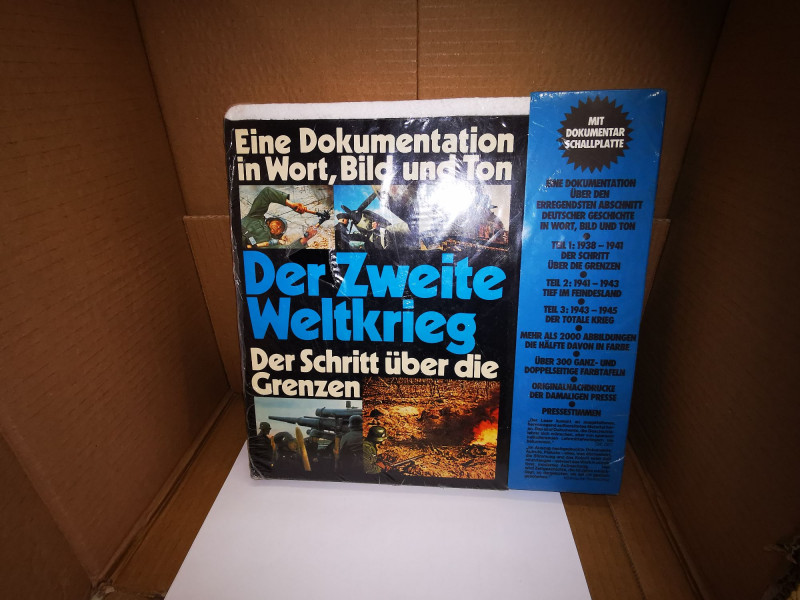 Eine Dokumentation
in Wort, Bild und Ton
Der Zweite
Weltkrieg
Der Schritt über die
Grenzen
MIT
DOKUMENTAR
SCHALLPLATTE
EINE DOKUMENTATION
ÜBER DEN
ERREGENDSTEN ABSCHNITT
DEUTSCHER GESCHICHTE
IN WORT, BILD UND TON
TEIL 1: 1938 – 1941
DER SCHRITT
ÜBER DIE GRENZEN
TEIL 2: 1941 – 1943
TIEF IM FEINDESLAND
TEIL 3: 1943 – 1945
DER TOTALE KRIEG
MEHR ALS 2000 ABBILDUNGEN
DIE HÄLFTE DAVON IN FARBE
ÜBER 300 GANZ- UND
DOPPELSEITIGE FARBTAFELN
ORIGINALNACHDRUCKE
DER DAMALIGEN PRESSE
PRESSESTIMMEN